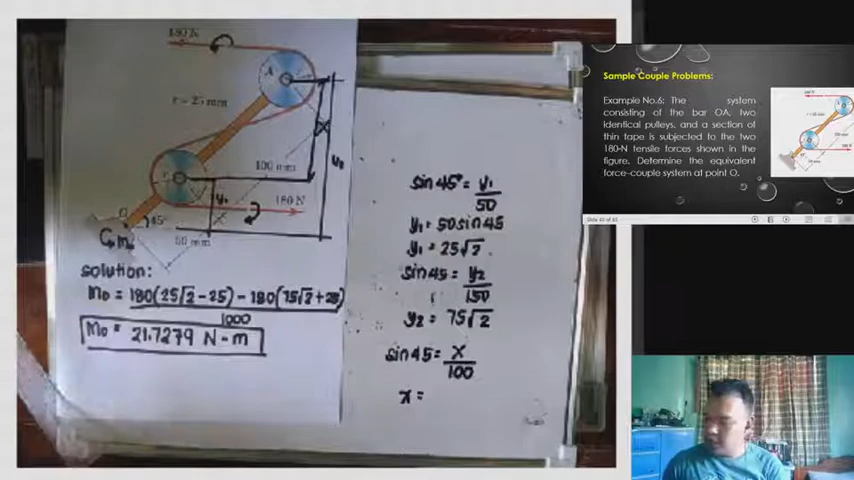 180 N
A
r = 25 mm
r
100 mm
y2
y1
180 N
O
45°
Mo
50 mm
solution:
Mo = 180(25√2-25) - 180(75√2+25)
1000
Mo = 21.7279 N-m
sin 45° = y1
50
y1 = 50 sin 45
y1 = 25√2
sin 45 = y2
150
y2 = 75√2
sin 45 = x
100
x =
Sample Couple Problems:
Example No.6: The system
consisting of the bar OA, two
identical pulleys, and a section of
thin tape is subjected to the two
180-N tensile forces shown in the
figure. Determine the equivalent
force-couple system at point O.